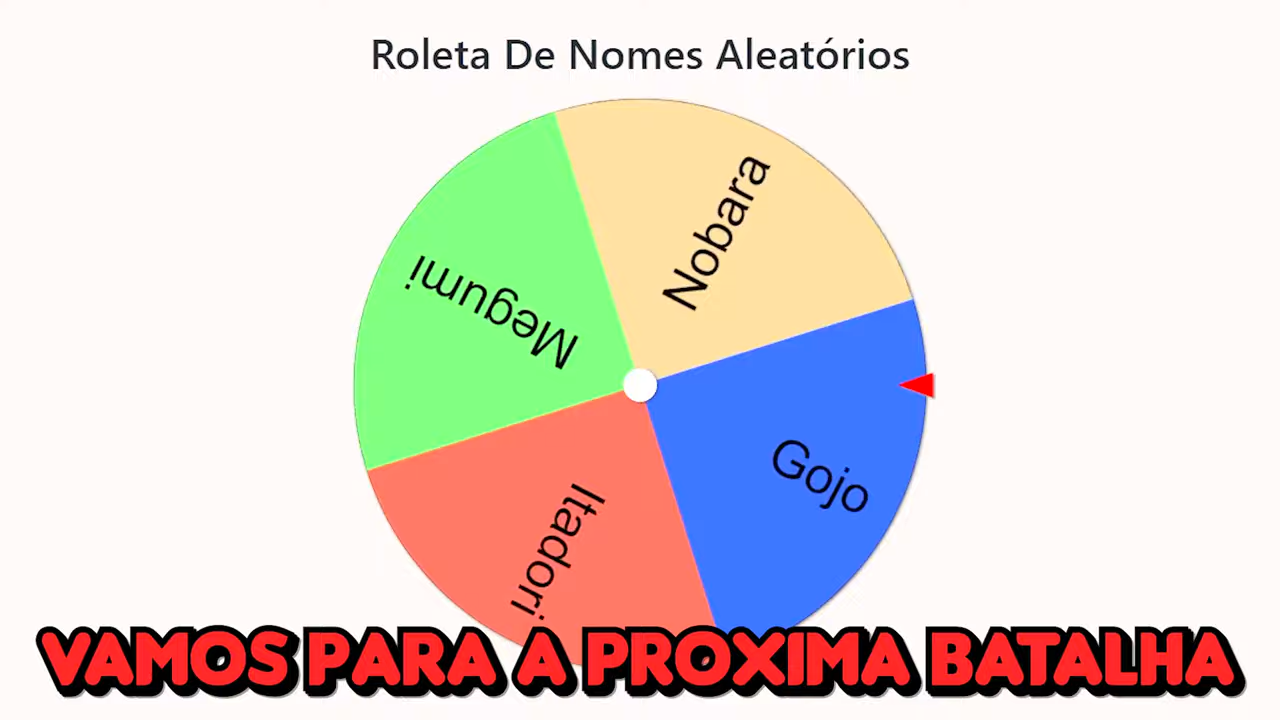 Roleta De Nomes Aleatórios
Nobara
Megumi
Gojo
Itadori
VAMOS PARA A PROXIMA BATALHA